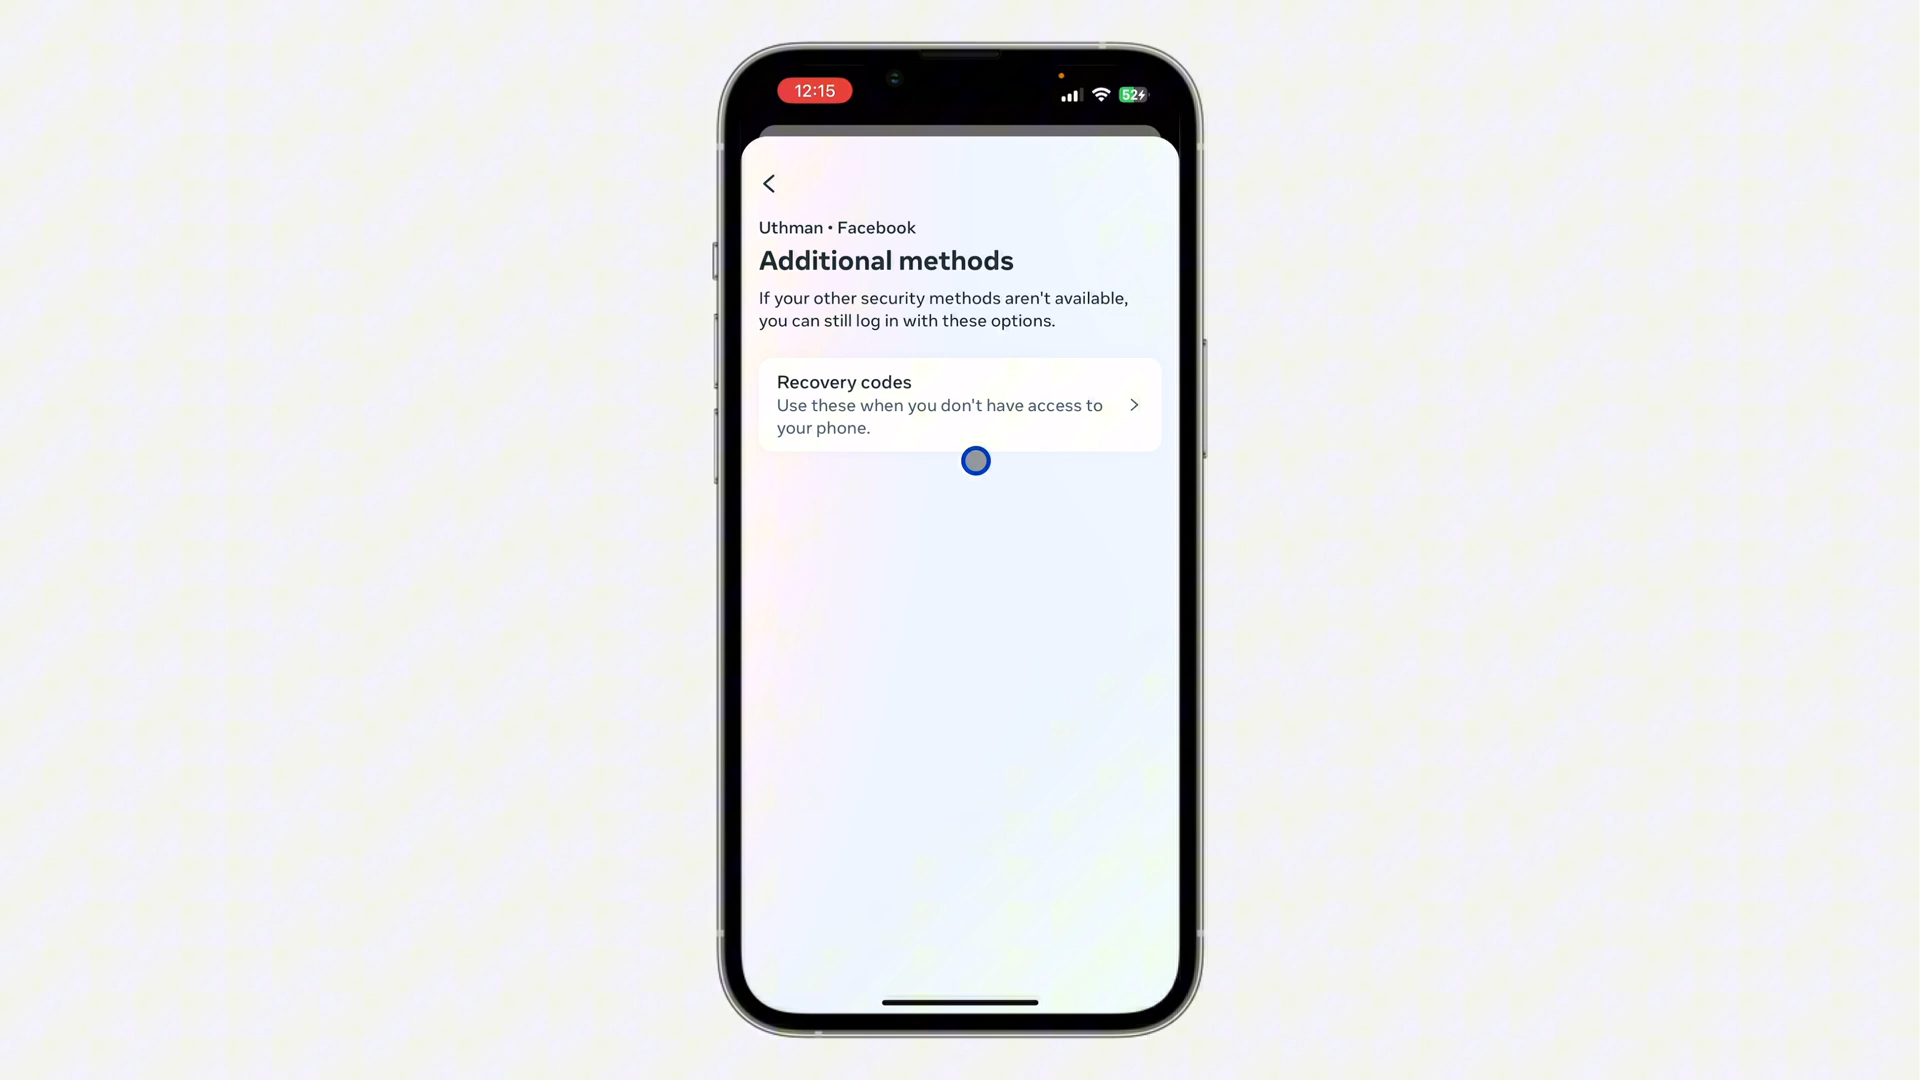 12:15
52
Uthman • Facebook
Additional methods
If your other security methods aren't available,
you can still log in with these options.
Recovery codes
Use these when you don't have access to
your phone.